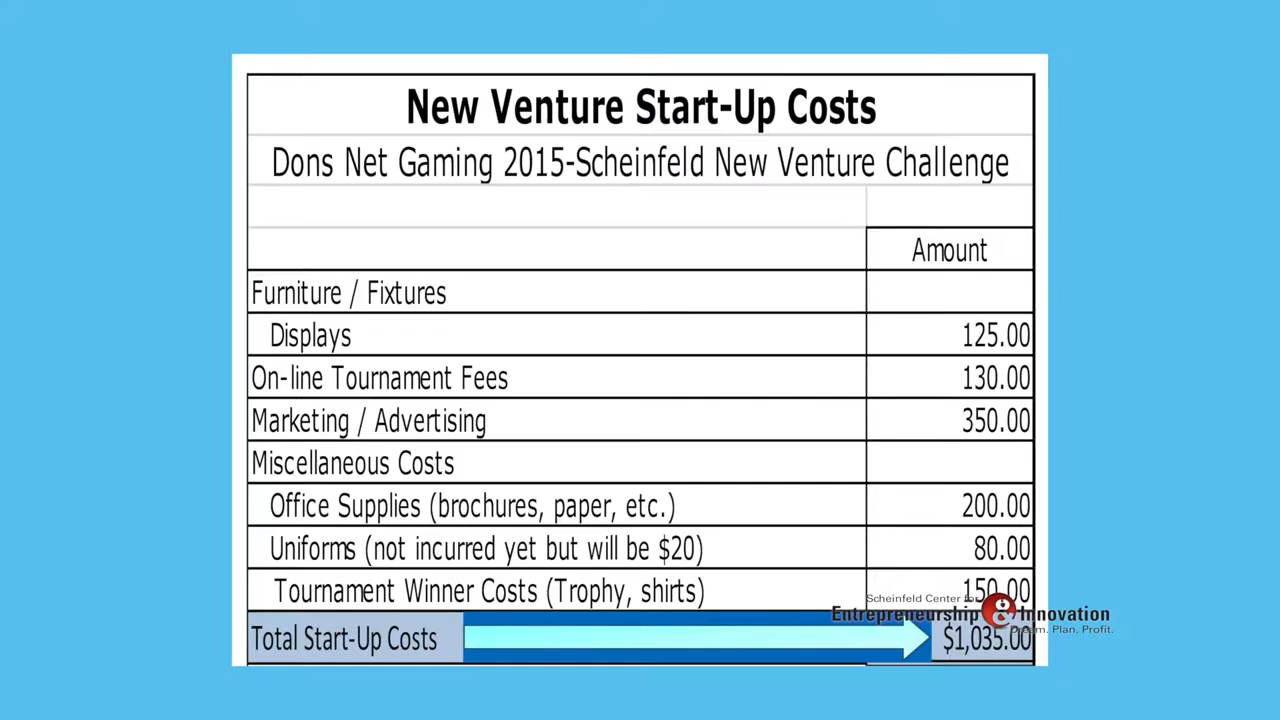 New Venture Start-Up Costs
Dons Net Gaming 2015-Scheinfeld New Venture Challenge
Amount
Furniture / Fixtures
Displays 125.00
On-line Tournament Fees 130.00
Marketing / Advertising 350.00
Miscellaneous Costs
Office Supplies (brochures, paper, etc.) 200.00
Uniforms (not incurred yet but will be $20) 80.00
Tournament Winner Costs (Trophy, shirts) 150.00
Scheinfeld Center for
Entrepreneurship & Innovation
Dream. Plan. Profit.
Total Start-Up Costs $1,035.00